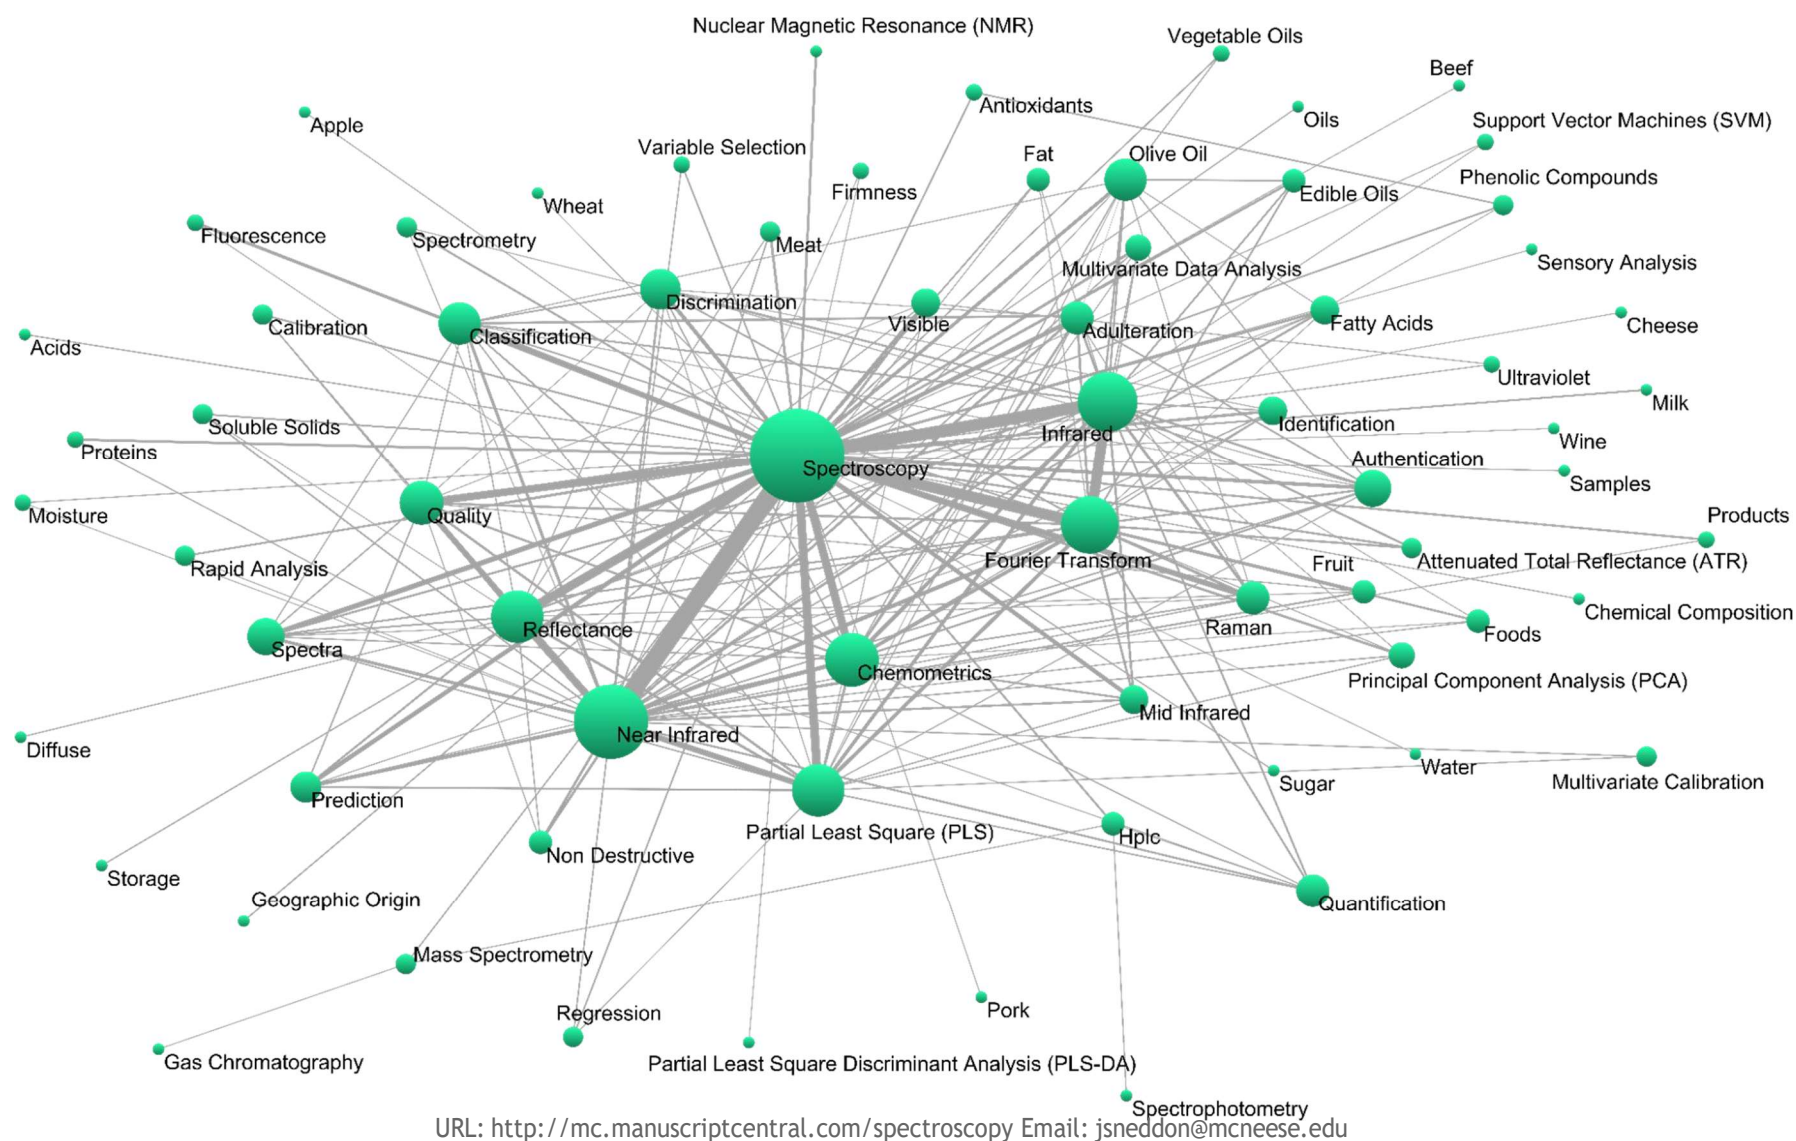 Nuclear Magnetic Resonance (NMR)
Vegetable Oils
Beef
Antioxidants
Oils
Support Vector Machines (SVM)
Apple
Variable Selection
Fat
Olive Oil
Firmness
Phenolic Compounds
Edible Oils
Wheat
Fluorescence
Spectrometry
Meat
Sensory Analysis
Multivariate Data Analysis
Discrimination
Visible
Adulteration
Fatty Acids
Cheese
Calibration
Classification
Acids
Ultraviolet
Milk
Soluble Solids
Infrared
Identification
Wine
Proteins
Authentication
Spectroscopy
Samples
Moisture
Quality
Products
Fourier Transform
Fruit
Attenuated Total Reflectance (ATR)
Rapid Analysis
Chemical Composition
Reflectance
Raman
Foods
Spectra
Chemometrics
Principal Component Analysis (PCA)
Mid Infrared
Near Infrared
Diffuse
Water
Sugar
Multivariate Calibration
Prediction
Partial Least Square (PLS)
Hplc
Non Destructive
Storage
Geographic Origin
Quantification
Mass Spectrometry
Regression
Pork
Gas Chromatography
Partial Least Square Discriminant Analysis (PLS-DA)
Spectrophotometry
URL: http://mc.manuscriptcentral.com/spectroscopy Email: jsneddon@mcneese.edu